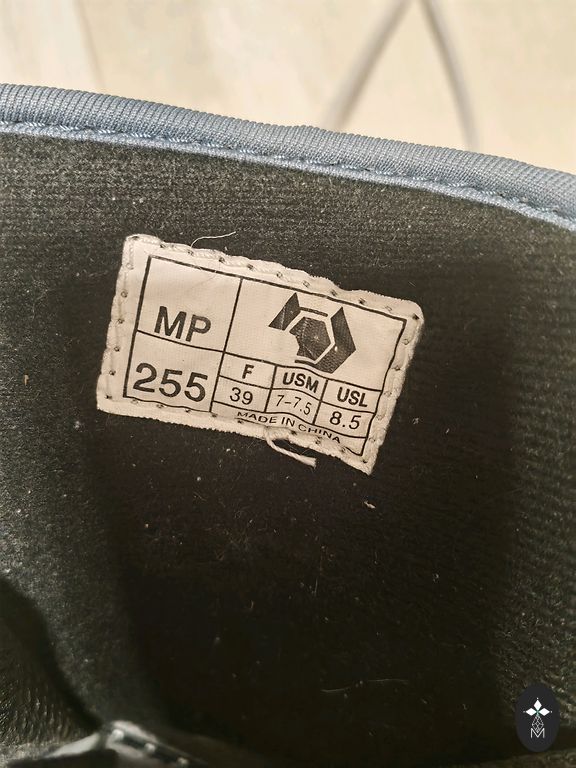 MP
255
F USM USL
39 7-7.5 8.5
MADE IN CHINA
M